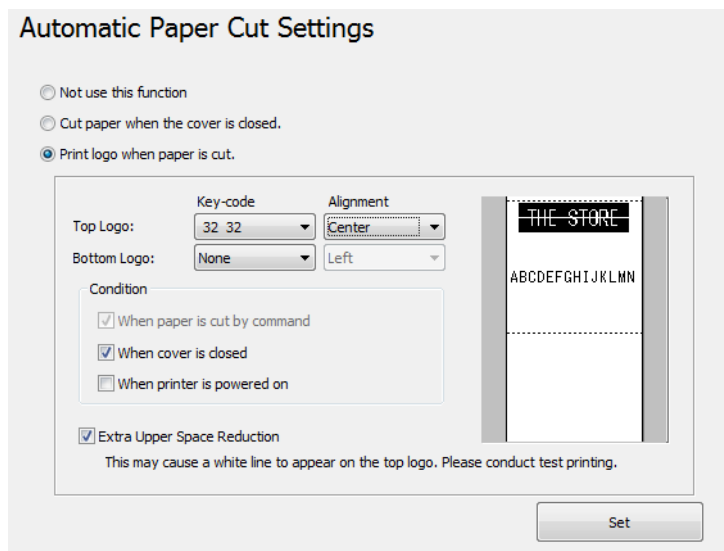 Automatic Paper Cut Settings
Not use this function
Cut paper when the cover is closed.
Print logo when paper is cut.
Key-code Alignment
Top Logo: 32 32 Center
Bottom Logo: None Left
Condition
When paper is cut by command
When cover is closed
When printer is powered on
Extra Upper Space Reduction
This may cause a white line to appear on the top logo. Please conduct test printing.
THE STORE
ABCDEFGHIJKLMN
Set